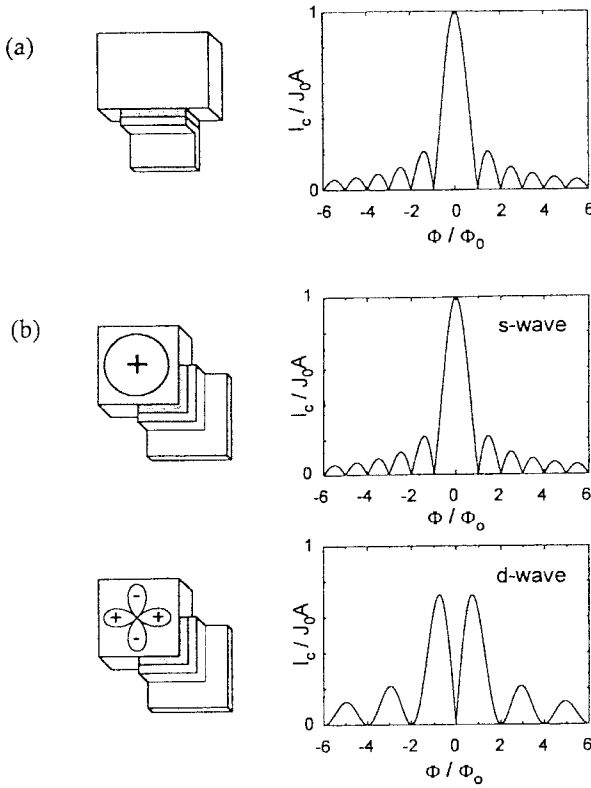 (a)
1
I_c / J_0A
0
-6 -4 -2 0 2 4 6
Φ / Φ_0
(b)
+
1
s-wave
I_c / J_0A
0
-6 -4 -2 0 2 4 6
Φ / Φ_o
1
d-wave
-
+ +
-
I_c / J_0A
0
-6 -4 -2 0 2 4 6
Φ / Φ_o